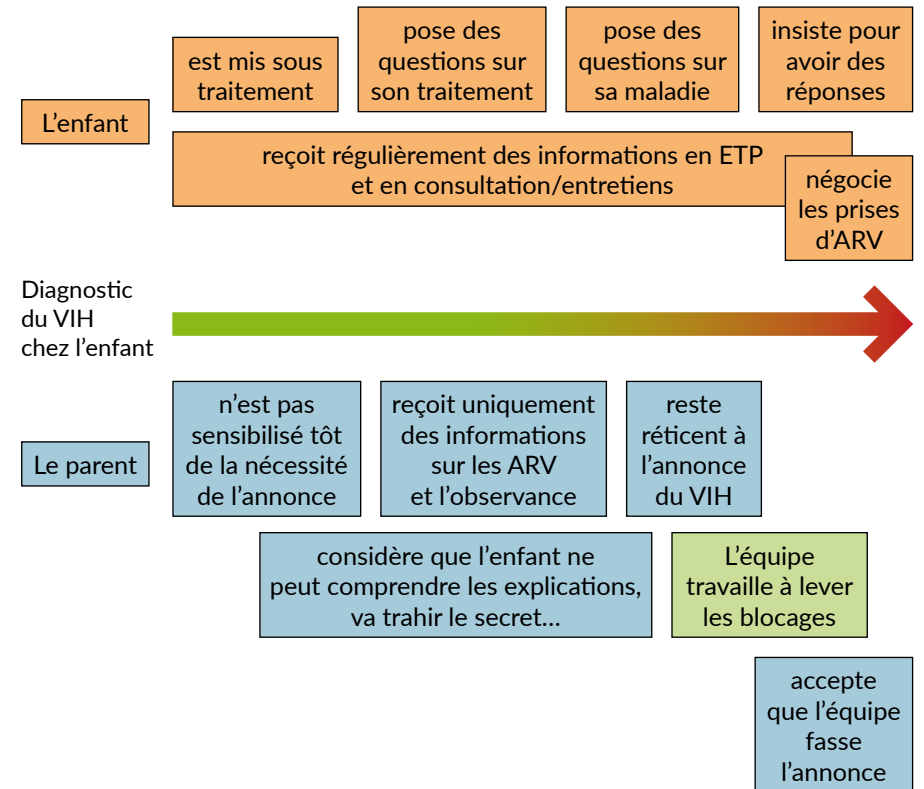 L’enfant
est mis sous
traitement
pose des
questions sur
son traitement
pose des
questions sur
sa maladie
insiste pour
avoir des
réponses
reçoit régulièrement des informations en ETP
et en consultation/entretiens
négocie
les prises
d’ARV
Diagnostic
du VIH
chez l’enfant
Le parent
n’est pas
sensibilisé tôt
de la nécessité
de l’annonce
reçoit uniquement
des informations
sur les ARV
et l’observance
reste
réticent à
l’annonce
du VIH
considère que l’enfant ne
peut comprendre les explications,
va trahir le secret...
L’équipe
travaille à lever
les blocages
accepte
que l’équipe
fasse
l’annonce